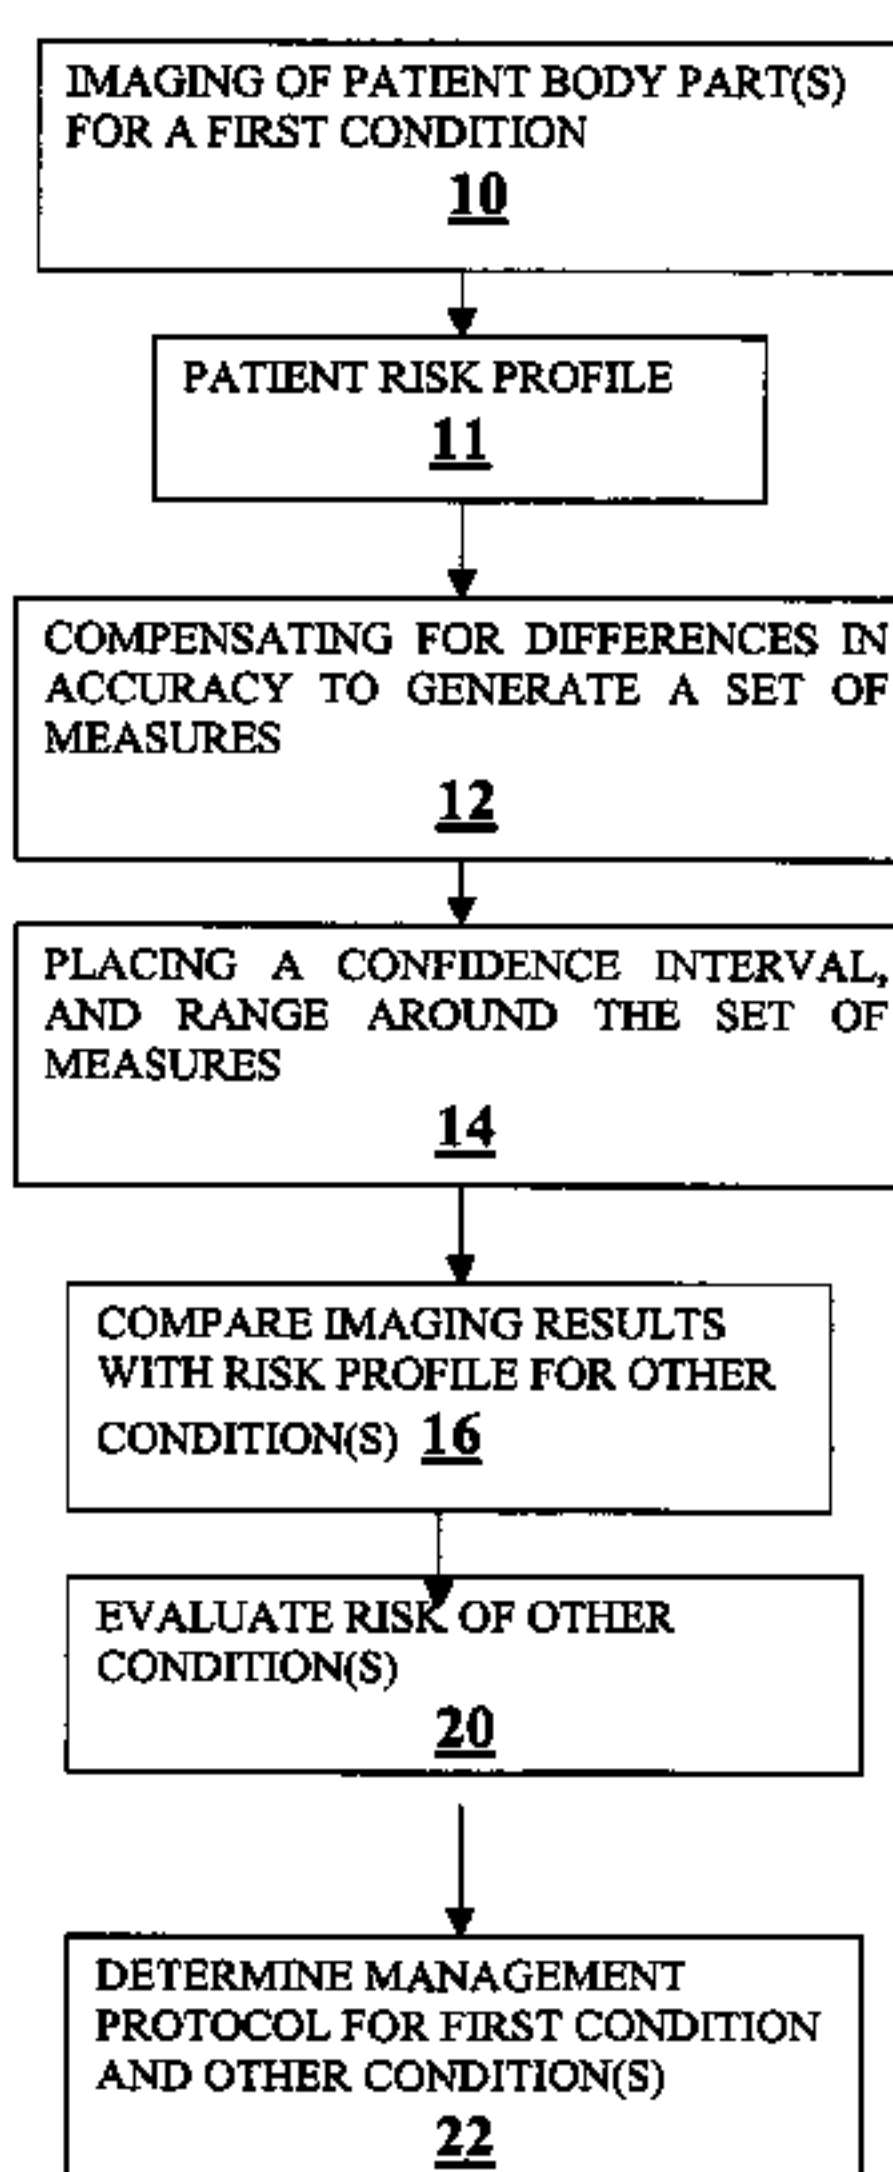 IMAGING OF PATIENT BODY PART(S)
FOR A FIRST CONDITION
10
PATIENT RISK PROFILE
11
COMPENSATING FOR DIFFERENCES IN
ACCURACY TO GENERATE A SET OF
MEASURES
12
PLACING A CONFIDENCE INTERVAL,
AND RANGE AROUND THE SET OF
MEASURES
14
COMPARE IMAGING RESULTS
WITH RISK PROFILE FOR OTHER
CONDITION(S) 16
EVALUATE RISK OF OTHER
CONDITION(S)
20
DETERMINE MANAGEMENT
PROTOCOL FOR FIRST CONDITION
AND OTHER CONDITION(S)
22